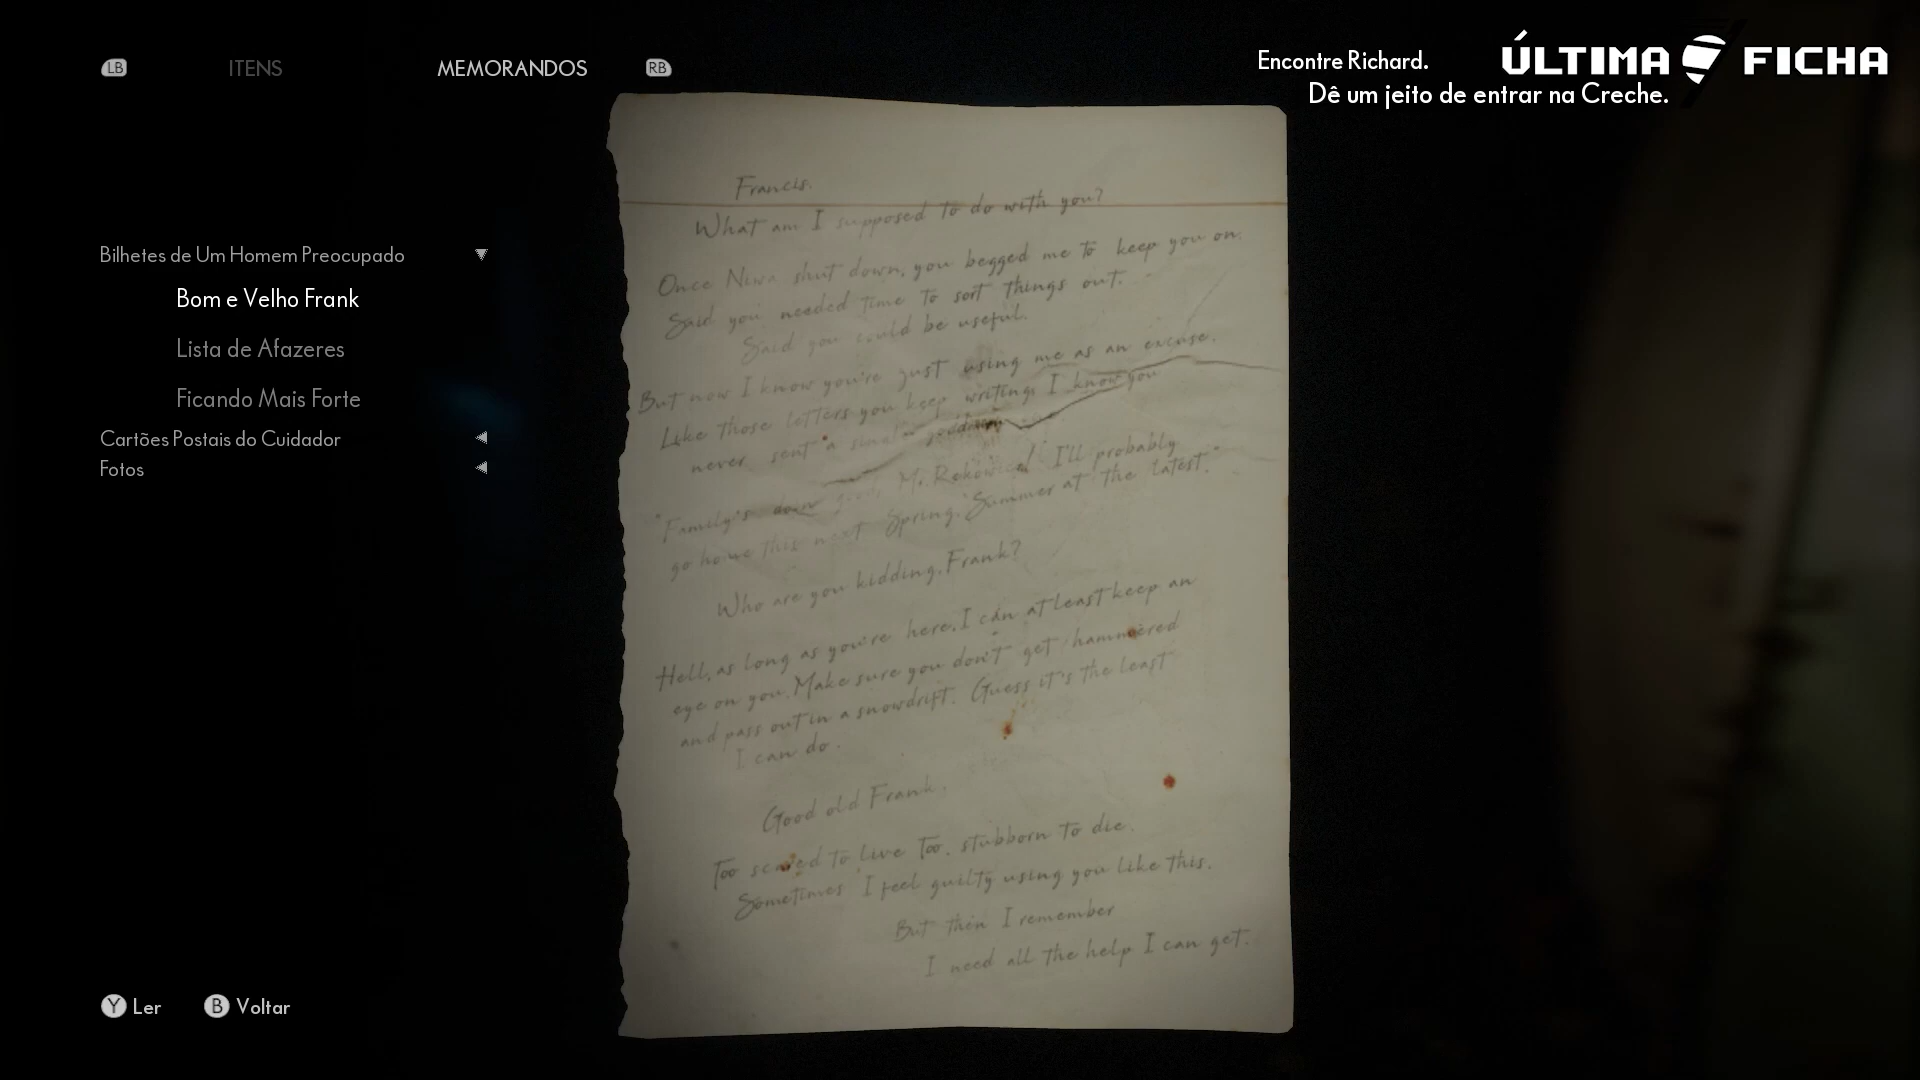 LB
ITENS
MEMORANDOS
RB
Encontre Richard.
Dê um jeito de entrar na Creche.
ÚLTIMA FICHA
Bilhetes de Um Homem Preocupado
Bom e Velho Frank
Lista de Afazeres
Ficando Mais Forte
Cartões Postais do Cuidador
Fotos
Francis.
What am I supposed to do with you?
Once Niwa shut down, you begged me to keep you on.
Said you needed time to sort things out.
Said you could be useful.
But now I know you're just using me as an excuse.
Like those letters you keep writing, I know you
never sent a single goddamn
"Family's doin' good, Mr. Rekowicz! I'll probably
go home this next Spring. Summer at the latest."
Who are you kidding, Frank?
Hell, as long as you're here, I can at least keep an
eye on you. Make sure you don't get hammered
and pass out in a snowdrift. Guess it's the least
I can do.
Good old Frank.
Too scared to live Too, stubborn to die.
Sometimes I feel guilty using you like this.
But then I remember
I need all the help I can get.
Y Ler
B Voltar